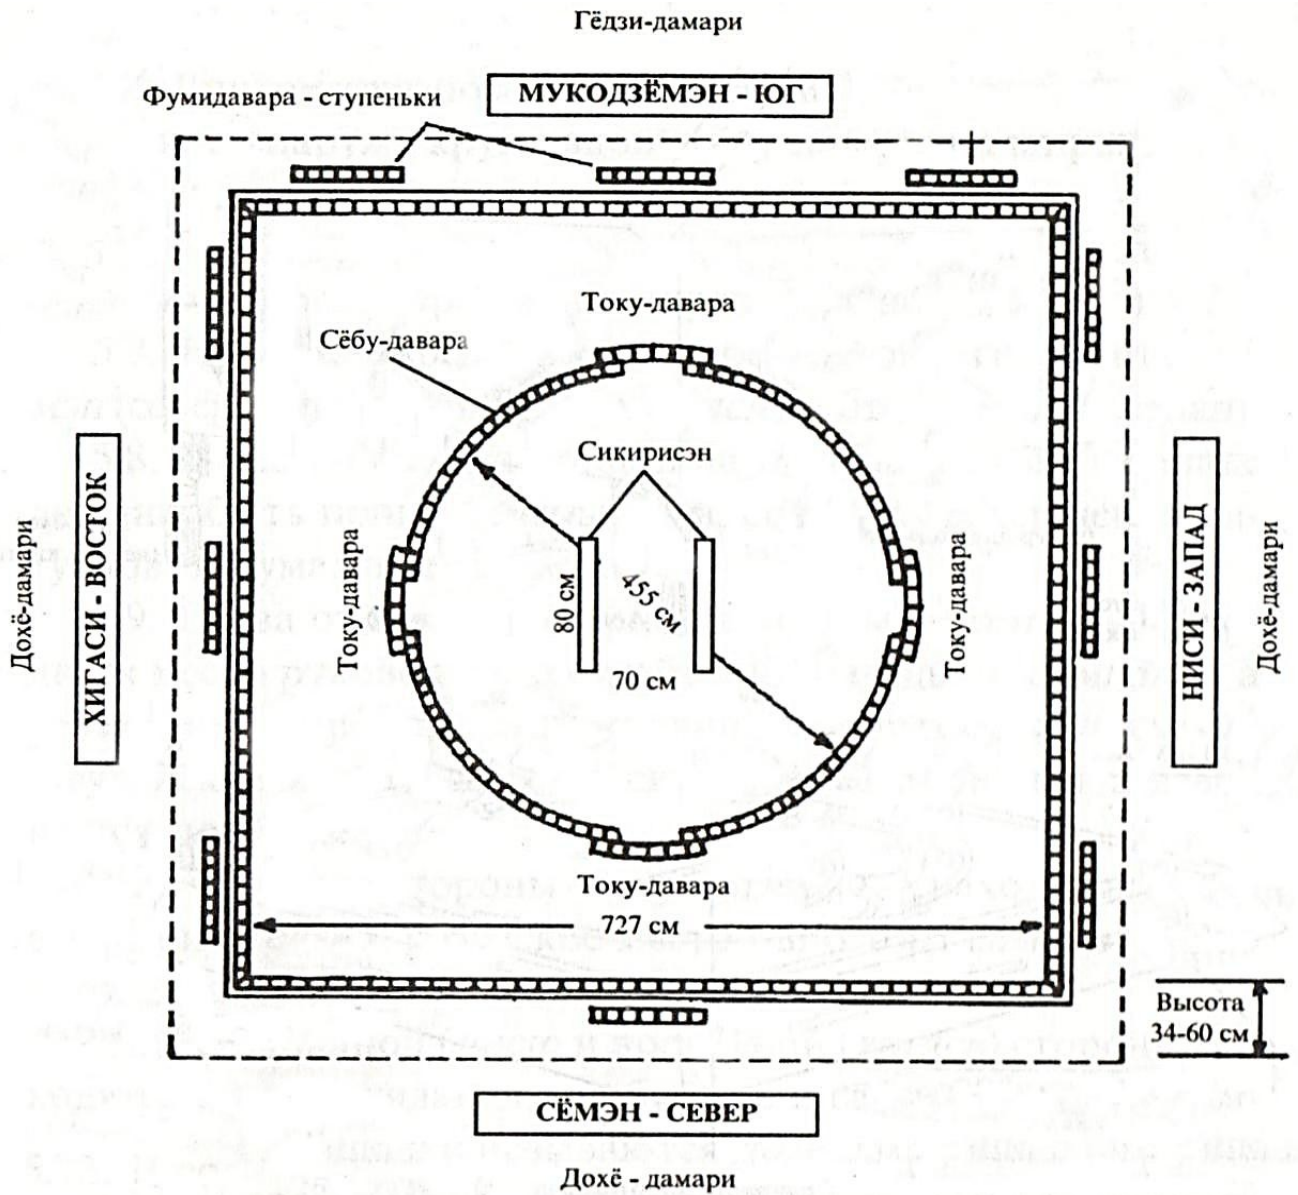 Гёдзи-дамари
МУКОДЗЁМЭН - ЮГ
Фумидавара - ступеньки
Току-давара
Сёбу-давара
Сикирисэн
Дохё-дамари
ХИГАСИ - ВОСТОК
Току-давара
80 см
455 см
70 см
Току-давара
НИСИ - ЗАПАД
Дохё-дамари
Току-давара
727 см
Высота
34-60 см
СЁМЭН - СЕВЕР
Дохё - дамари